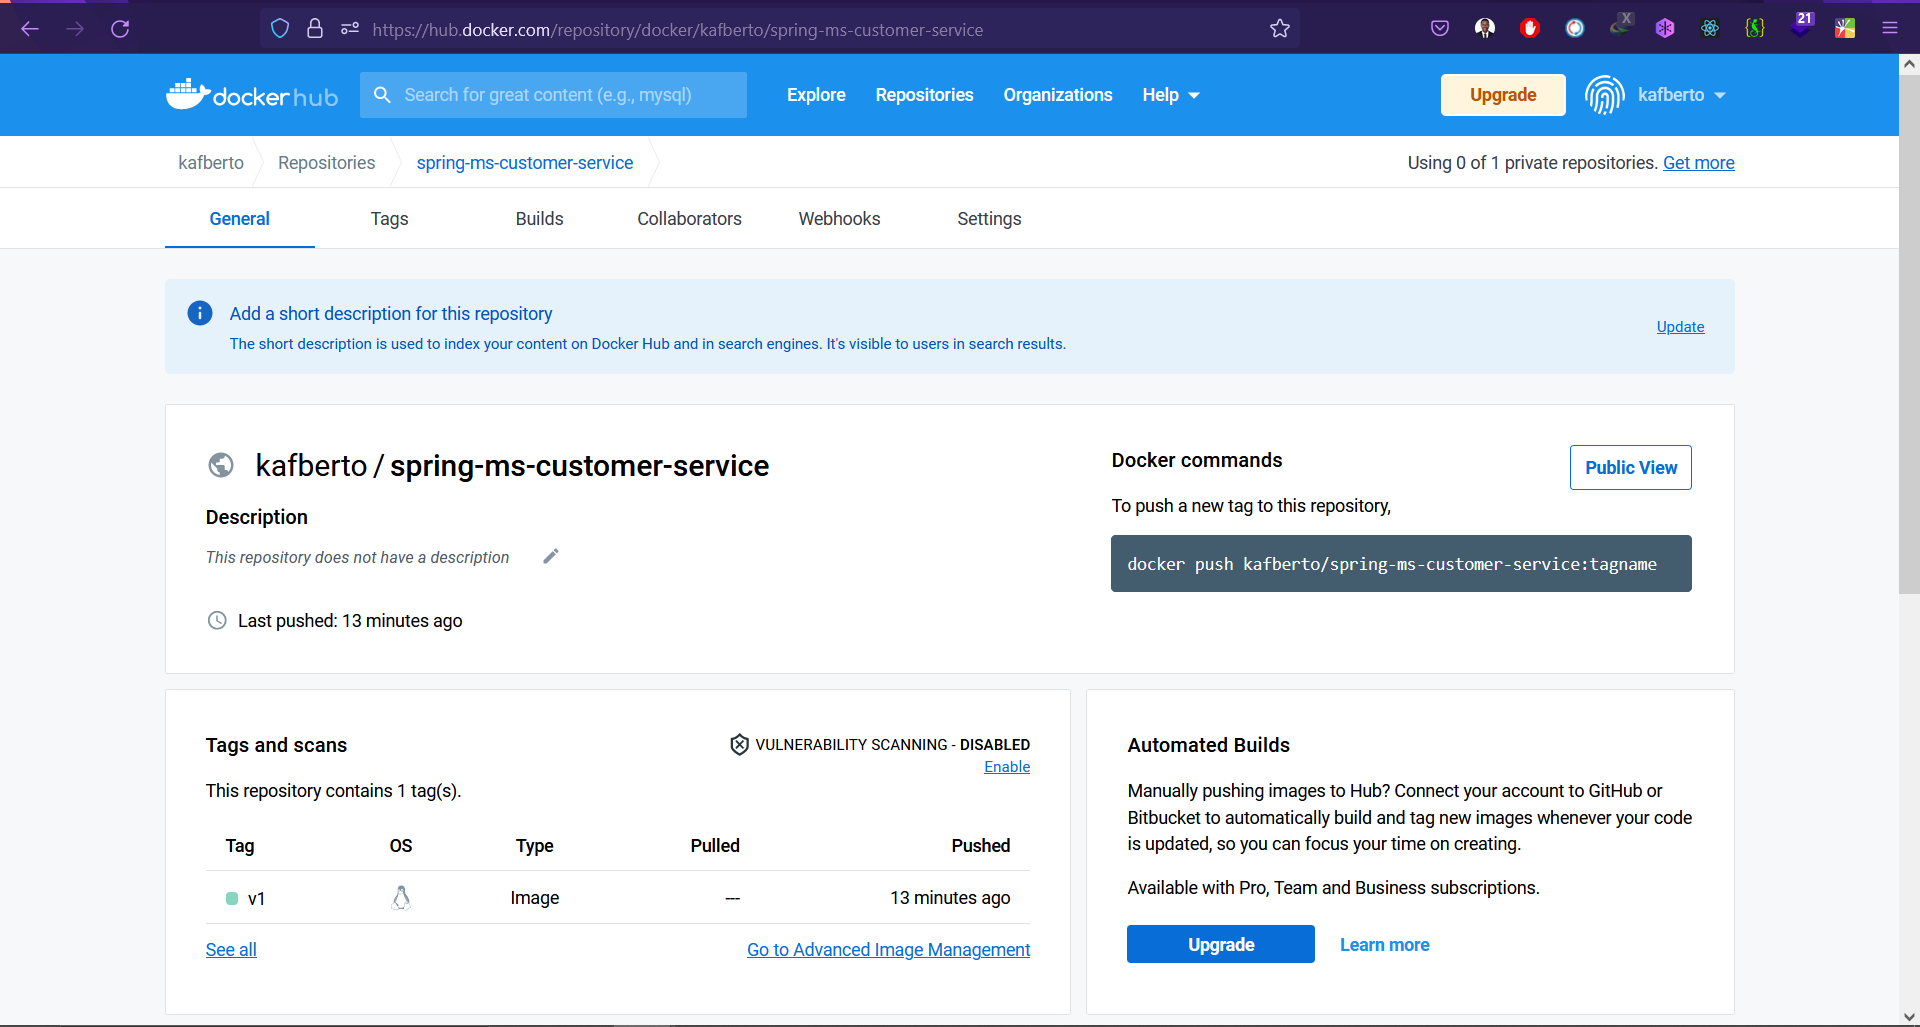 https://hub.docker.com/repository/docker/kafberto/spring-ms-customer-service
X
21
docker hub
Search for great content (e.g., mysql)
Explore
Repositories
Organizations
Help
Upgrade
kafberto
kafberto
Repositories
spring-ms-customer-service
Using 0 of 1 private repositories. Get more
General
Tags
Builds
Collaborators
Webhooks
Settings
Add a short description for this repository
The short description is used to index your content on Docker Hub and in search engines. It's visible to users in search results.
Update
kafberto / spring-ms-customer-service
Description
This repository does not have a description
Last pushed: 13 minutes ago
Docker commands
Public View
To push a new tag to this repository,
docker push kafberto/spring-ms-customer-service:tagname
Tags and scans
VULNERABILITY SCANNING - DISABLED
Enable
This repository contains 1 tag(s).
Tag OS Type Pulled Pushed
v1 Image --- 13 minutes ago
See all
Go to Advanced Image Management
Automated Builds
Manually pushing images to Hub? Connect your account to GitHub or
Bitbucket to automatically build and tag new images whenever your code
is updated, so you can focus your time on creating.
Available with Pro, Team and Business subscriptions.
Upgrade
Learn more